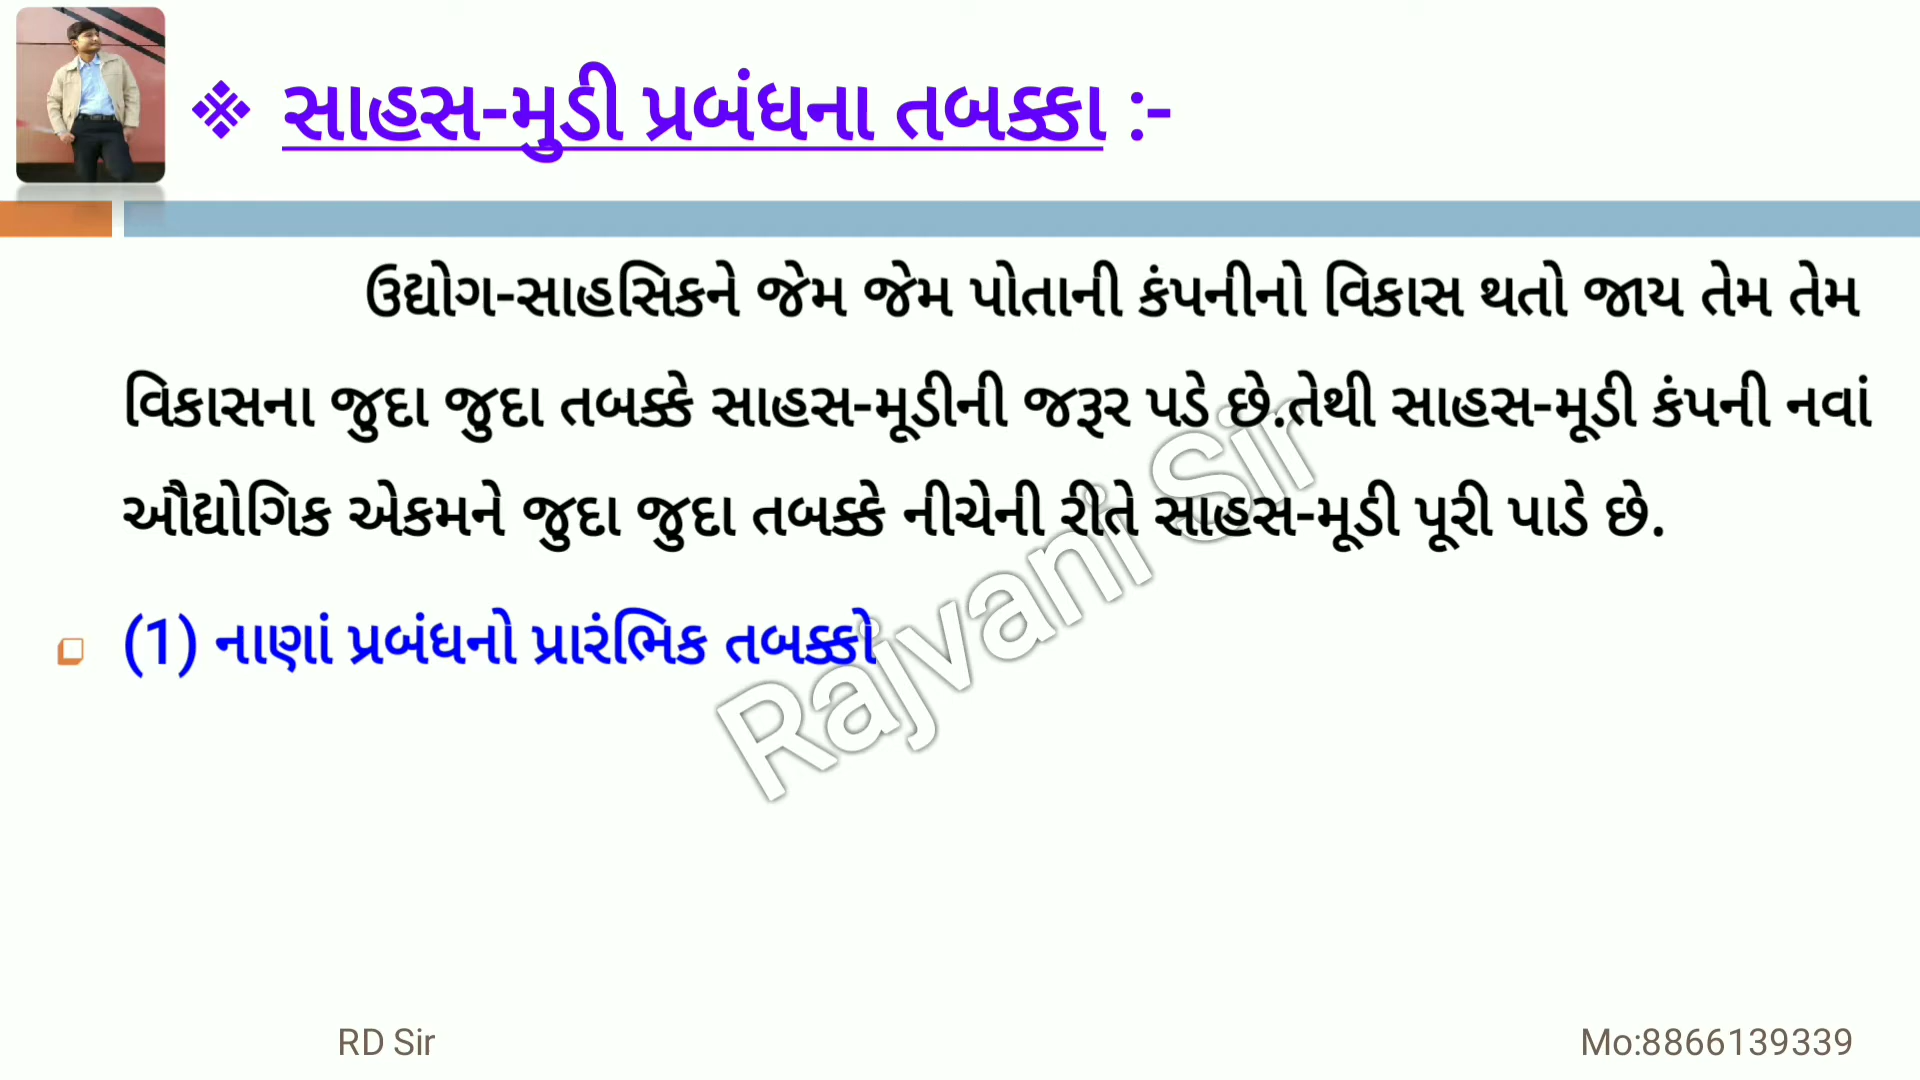 ❖ સાહસ-મુડી પ્રબંધના તબક્કા :-
ઉદ્યોગ-સાહસિકને જેમ જેમ પોતાની કંપનીનો વિકાસ થતો જાય તેમ તેમ
વિકાસના જુદા જુદા તબક્કે સાહસ-મૂડીની જરૂર પડે છે.તેથી સાહસ-મૂડી કંપની નવાં
ઔદ્યોગિક એકમને જુદા જુદા તબક્કે નીચેની રીતે સાહસ-મૂડી પૂરી પાડે છે.
(1) નાણાં પ્રબંધનો પ્રારંભિક તબક્કો
Rajvani Sir
RD Sir
Mo:8866139339